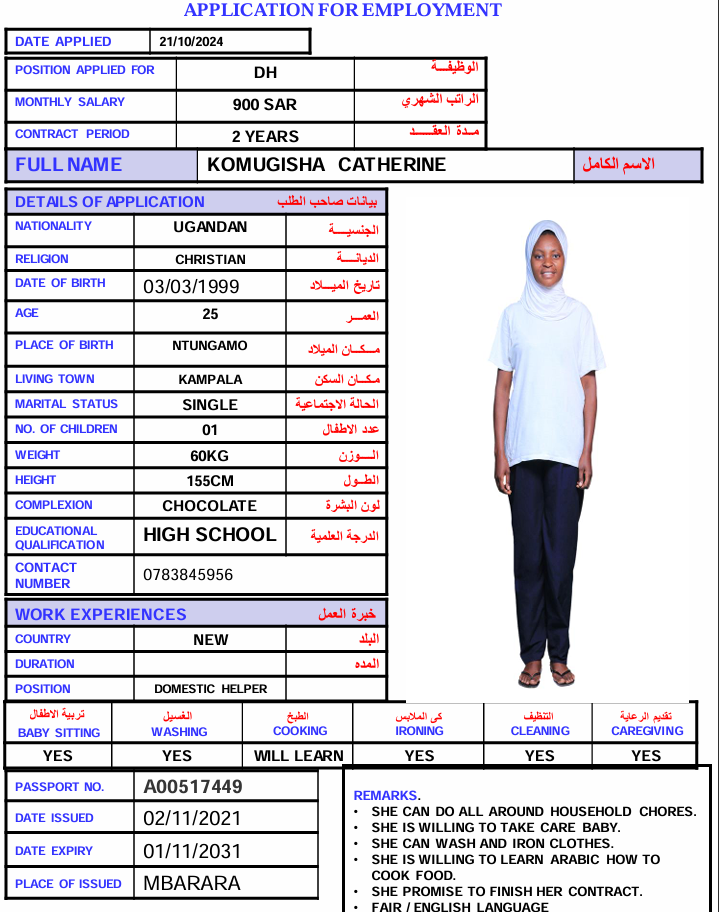 APPLICATION FOR EMPLOYMENT
DATE APPLIED 21/10/2024
POSITION APPLIED FOR DH الوظيفـــة
MONTHLY SALARY 900 SAR الراتب الشهري
CONTRACT PERIOD 2 YEARS مـدة العقـــد
FULL NAME KOMUGISHA CATHERINE الاسم الكامل
DETAILS OF APPLICATION بيانات صاحب الطلب
NATIONALITY UGANDAN الجنسيــــة
RELIGION CHRISTIAN الديانــــة
DATE OF BIRTH 03/03/1999 تاريخ الميـــلاد
AGE 25 العمــر
PLACE OF BIRTH NTUNGAMO مــكــان الميلاد
LIVING TOWN KAMPALA مـكــان السكن
MARITAL STATUS SINGLE الحالة الاجتماعية
NO. OF CHILDREN 01 عدد الاطفال
WEIGHT 60KG الــــوزن
HEIGHT 155CM الطــول
COMPLEXION CHOCOLATE لون البشرة
EDUCATIONAL QUALIFICATION HIGH SCHOOL الدرجة العلمية
CONTACT NUMBER 0783845956
WORK EXPERIENCES خبرة العمل
COUNTRY NEW البلد
DURATION المده
POSITION DOMESTIC HELPER
تربية الاطفال الغسيل الطبخ كى الملابس التنظيف تقديم الرعاية
BABY SITTING WASHING COOKING IRONING CLEANING CAREGIVING
YES YES WILL LEARN YES YES YES
PASSPORT NO. A00517449
DATE ISSUED 02/11/2021
DATE EXPIRY 01/11/2031
PLACE OF ISSUED MBARARA
REMARKS.
• SHE CAN DO ALL AROUND HOUSEHOLD CHORES.
• SHE IS WILLING TO TAKE CARE BABY.
• SHE CAN WASH AND IRON CLOTHES.
• SHE IS WILLING TO LEARN ARABIC HOW TO
COOK FOOD.
• SHE PROMISE TO FINISH HER CONTRACT.
• FAIR / ENGLISH LANGUAGE